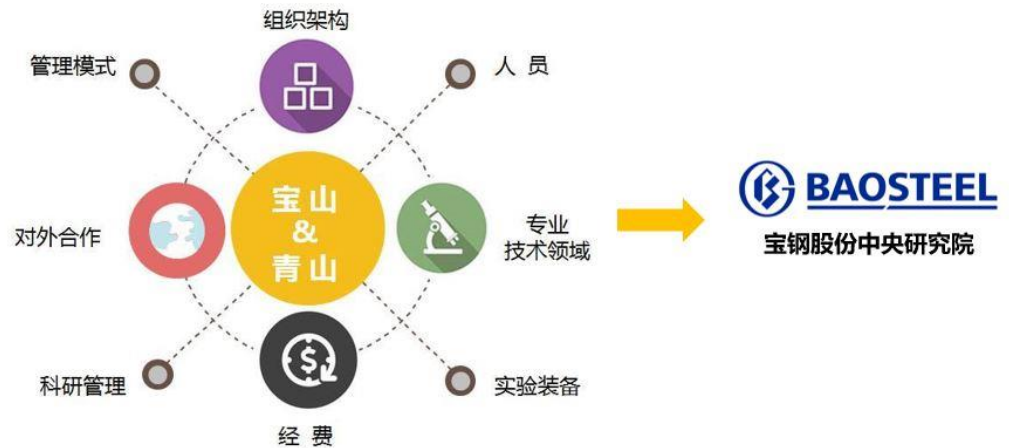 组织架构
管理模式
人 员
宝山
&
青山
对外合作
专业
技术领域
科研管理
实验装备
$
经 费
BAOSTEEL
宝钢股份中央研究院